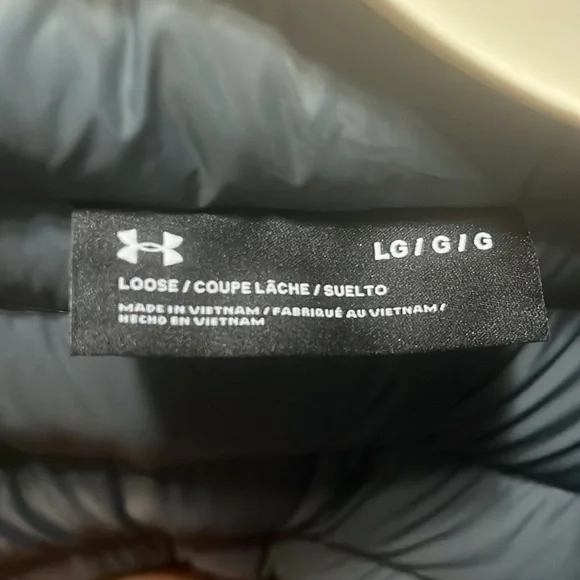 LG / G / G
LOOSE / COUPE LÂCHE / SUELTO
MADE IN VIETNAM / FABRIQUÉ AU VIETNAM /
HECHO EN VIETNAM